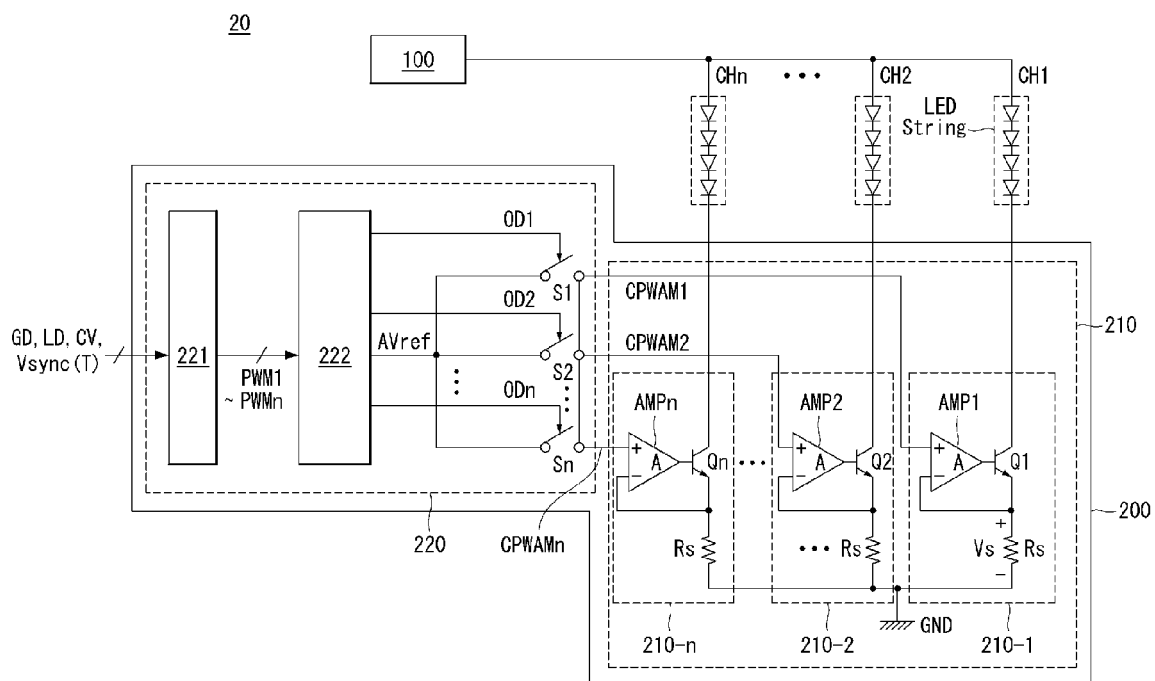 20
100
CHn
CH2
CH1
LED
String
OD1
S1
CPWAM1
OD2
AVref
S2
CPWAM2
ODn
Sn
GD, LD, CV,
Vsync(T)
221
PWM1
~ PWMn
222
210
AMPn
AMP2
AMP1
+
A
−
Qn
+
A
−
Q2
+
A
−
Q1
200
220
CPWAMn
Rs
Rs
+
Vs
−
Rs
GND
210-n
210-2
210-1